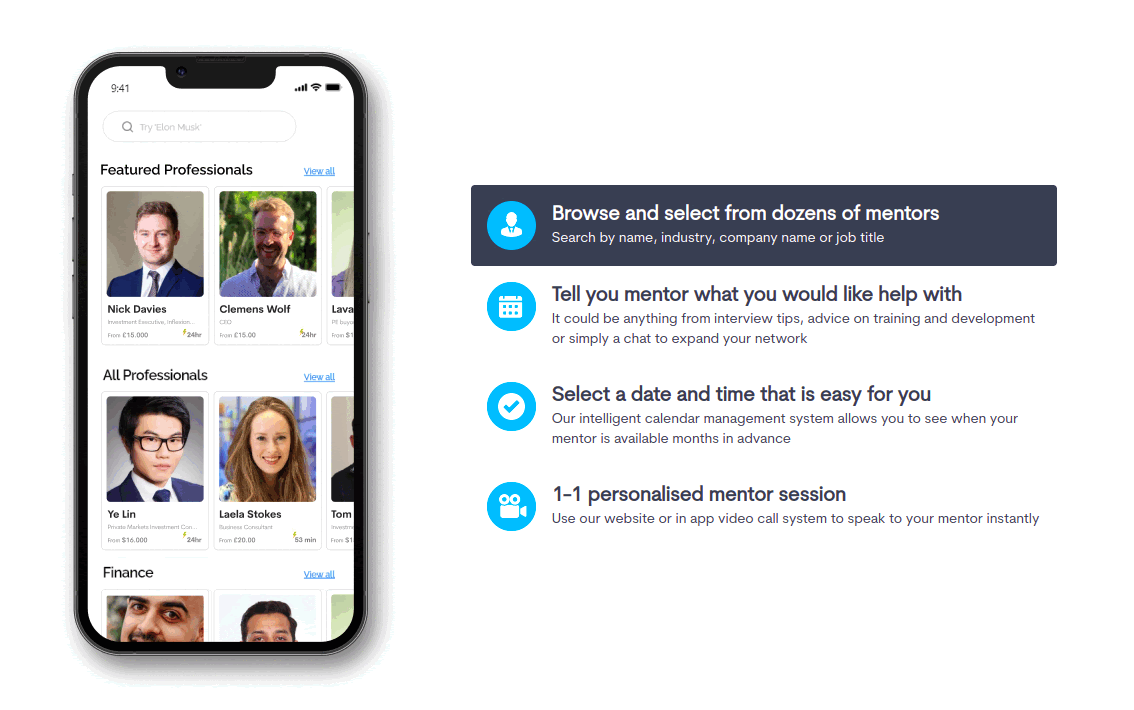 9:41
Try 'Elon Musk'
Featured Professionals View all
Nick Davies Clemens Wolf Lava
Investment Executive, Inflexion... CEO PE buyo
From £15.000 24hr From £15.00 24hr From $1
All Professionals View all
Ye Lin Laela Stokes Tom
Private Markets Investment Con... Business Consultant Investm
From $16.000 24hr From £20.00 53 min From $1
Finance View all
Browse and select from dozens of mentors
Search by name, industry, company name or job title
Tell you mentor what you would like help with
It could be anything from interview tips, advice on training and development
or simply a chat to expand your network
Select a date and time that is easy for you
Our intelligent calendar management system allows you to see when your
mentor is available months in advance
1-1 personalised mentor session
Use our website or in app video call system to speak to your mentor instantly